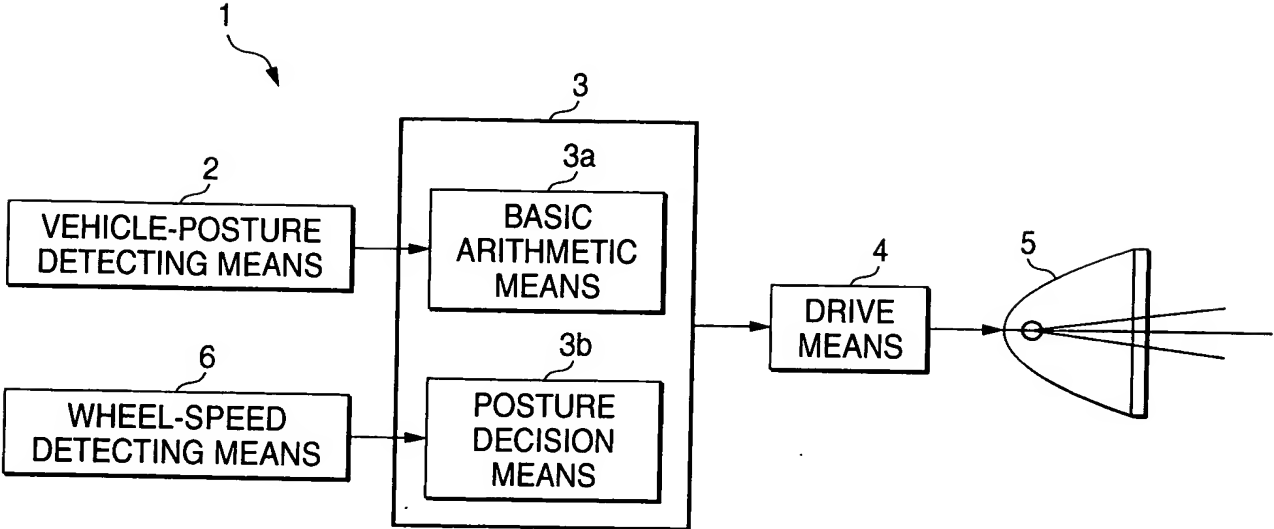 1
3
2
VEHICLE-POSTURE
DETECTING MEANS
3a
BASIC
ARITHMETIC
MEANS
4
DRIVE
MEANS
5
6
WHEEL-SPEED
DETECTING MEANS
3b
POSTURE
DECISION
MEANS